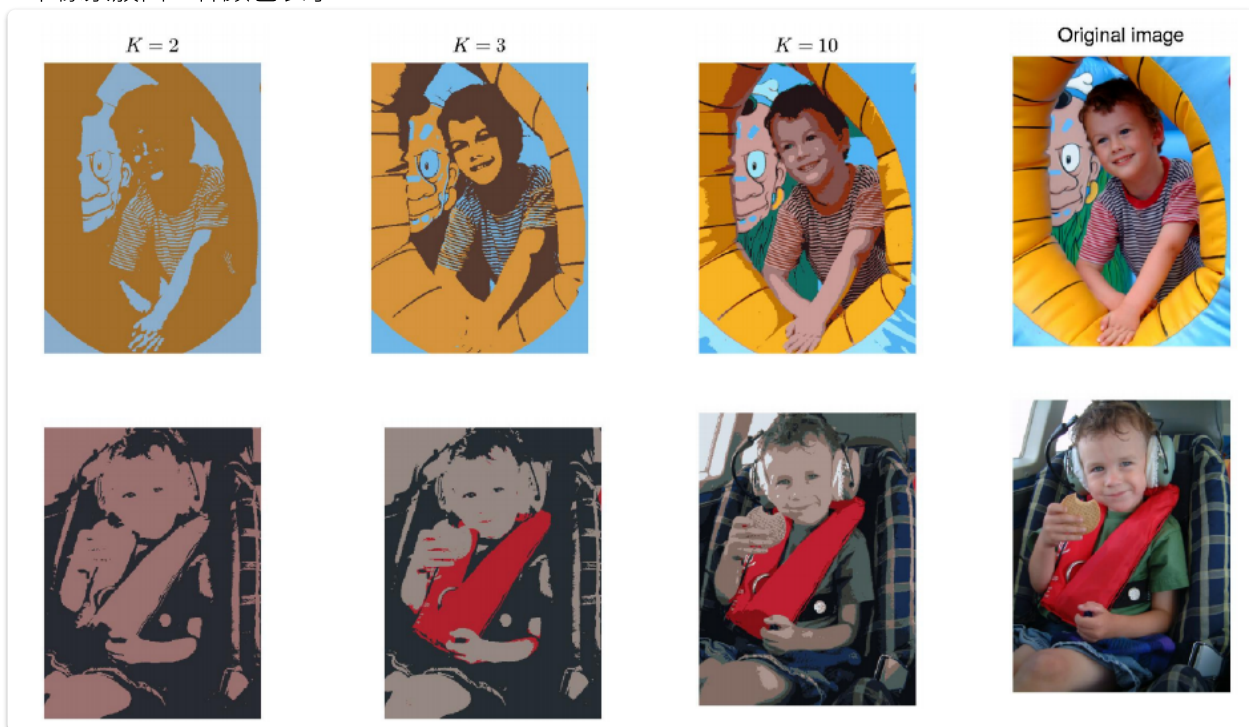 K = 2
K = 3
K = 10
Original image